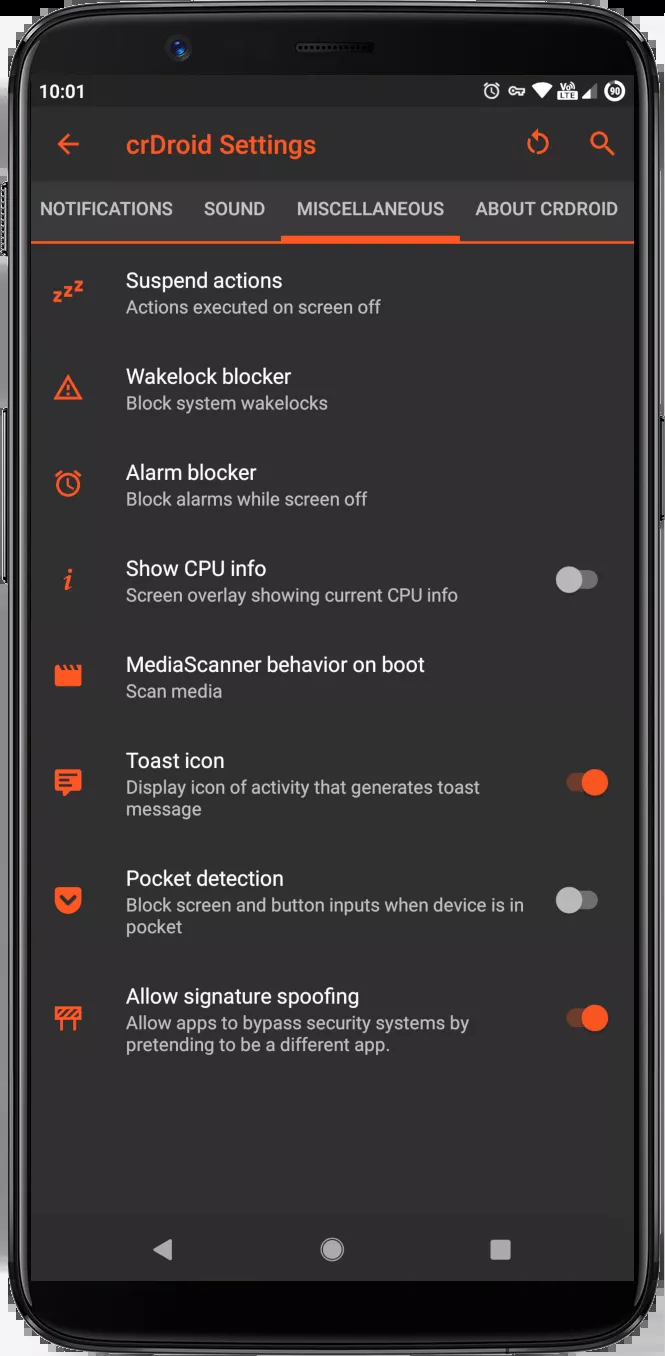 10:01
Vo))
LTE
90
crDroid Settings
NOTIFICATIONS SOUND MISCELLANEOUS ABOUT CRDROID
zzz
Suspend actions
Actions executed on screen off
Wakelock blocker
Block system wakelocks
Alarm blocker
Block alarms while screen off
i
Show CPU info
Screen overlay showing current CPU info
MediaScanner behavior on boot
Scan media
Toast icon
Display icon of activity that generates toast
message
Pocket detection
Block screen and button inputs when device is in
pocket
Allow signature spoofing
Allow apps to bypass security systems by
pretending to be a different app.